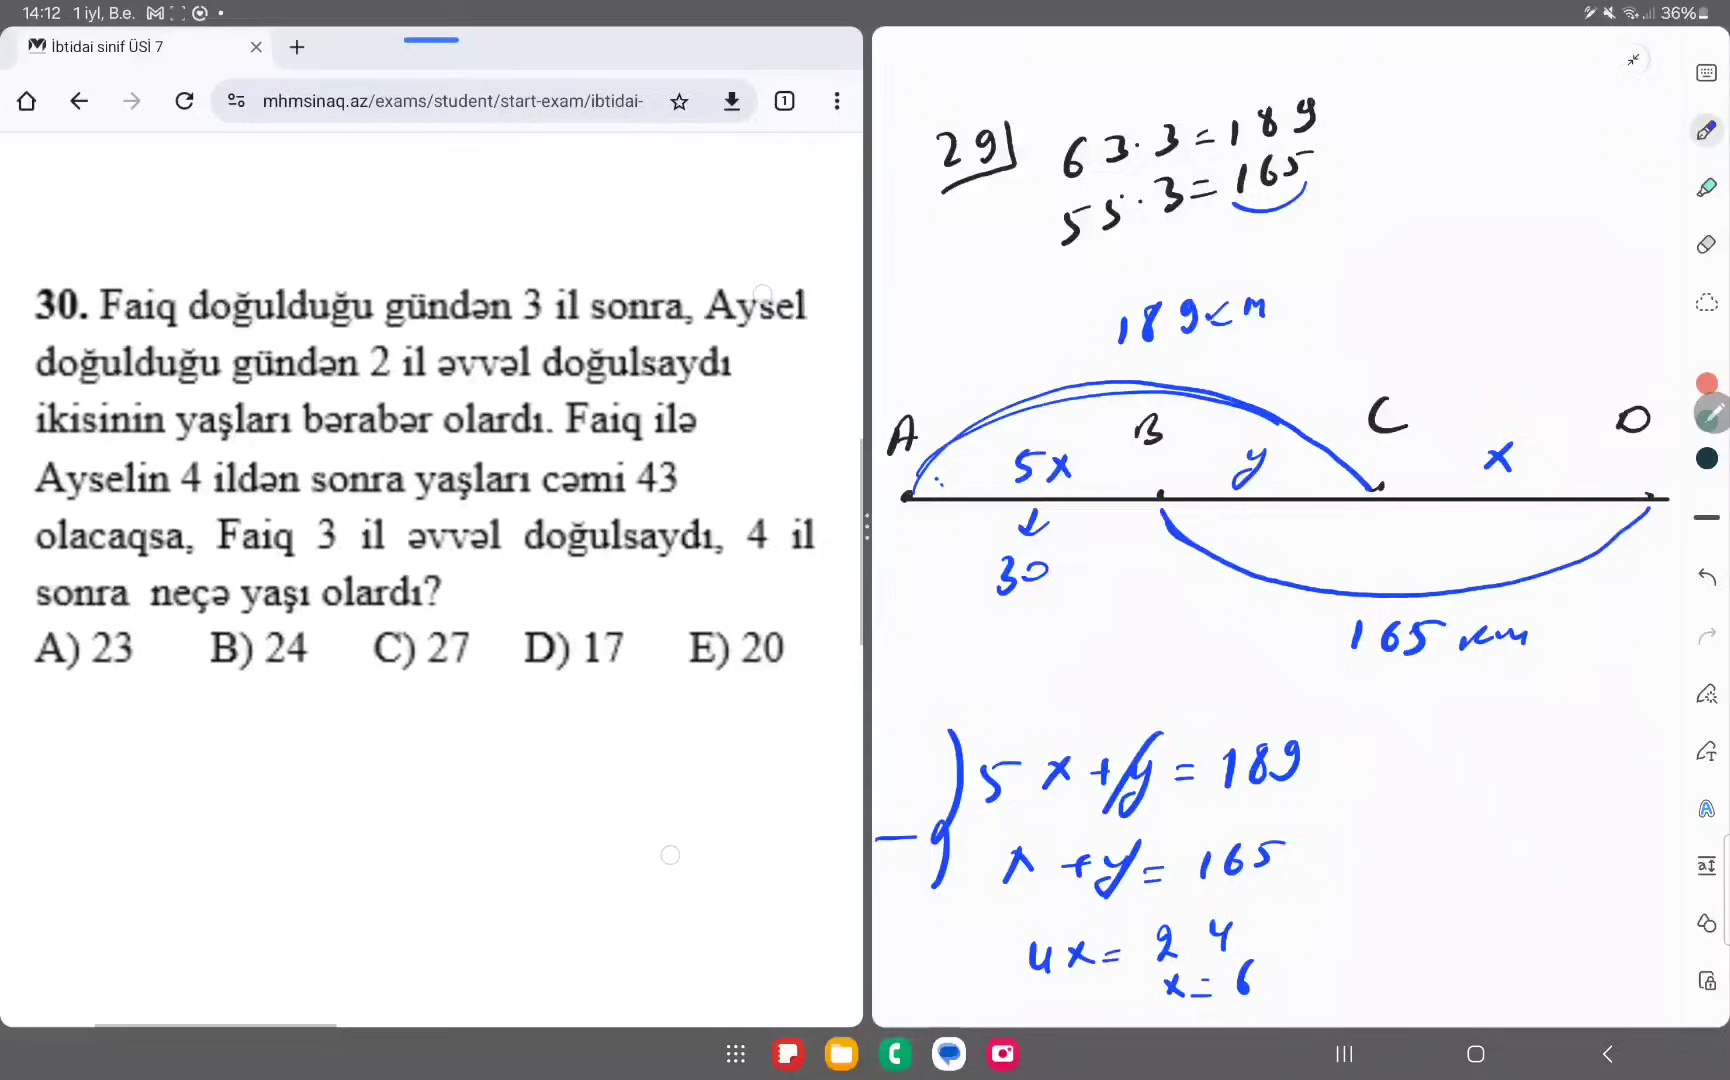 14:12 1 iyl, B.e.
36%
İbtidai sinif ÜSİ 7
mhmsinaq.az/exams/student/start-exam/ibtidai-
1
30. Faiq doğulduğu gündən 3 il sonra, Aysel
doğulduğu gündən 2 il əvvəl doğulsaydı
ikisinin yaşları bərabər olardı. Faiq ilə
Ayselin 4 ildən sonra yaşları cəmi 43
olacaqsa, Faiq 3 il əvvəl doğulsaydı, 4 il
sonra neçə yaşı olardı?
A) 23 B) 24 C) 27 D) 17 E) 20
29
63·3=189
55·3=165
189
A B C D
5x y x
30
165 km
5x+y=189
x+y=165
4x=24
x=6